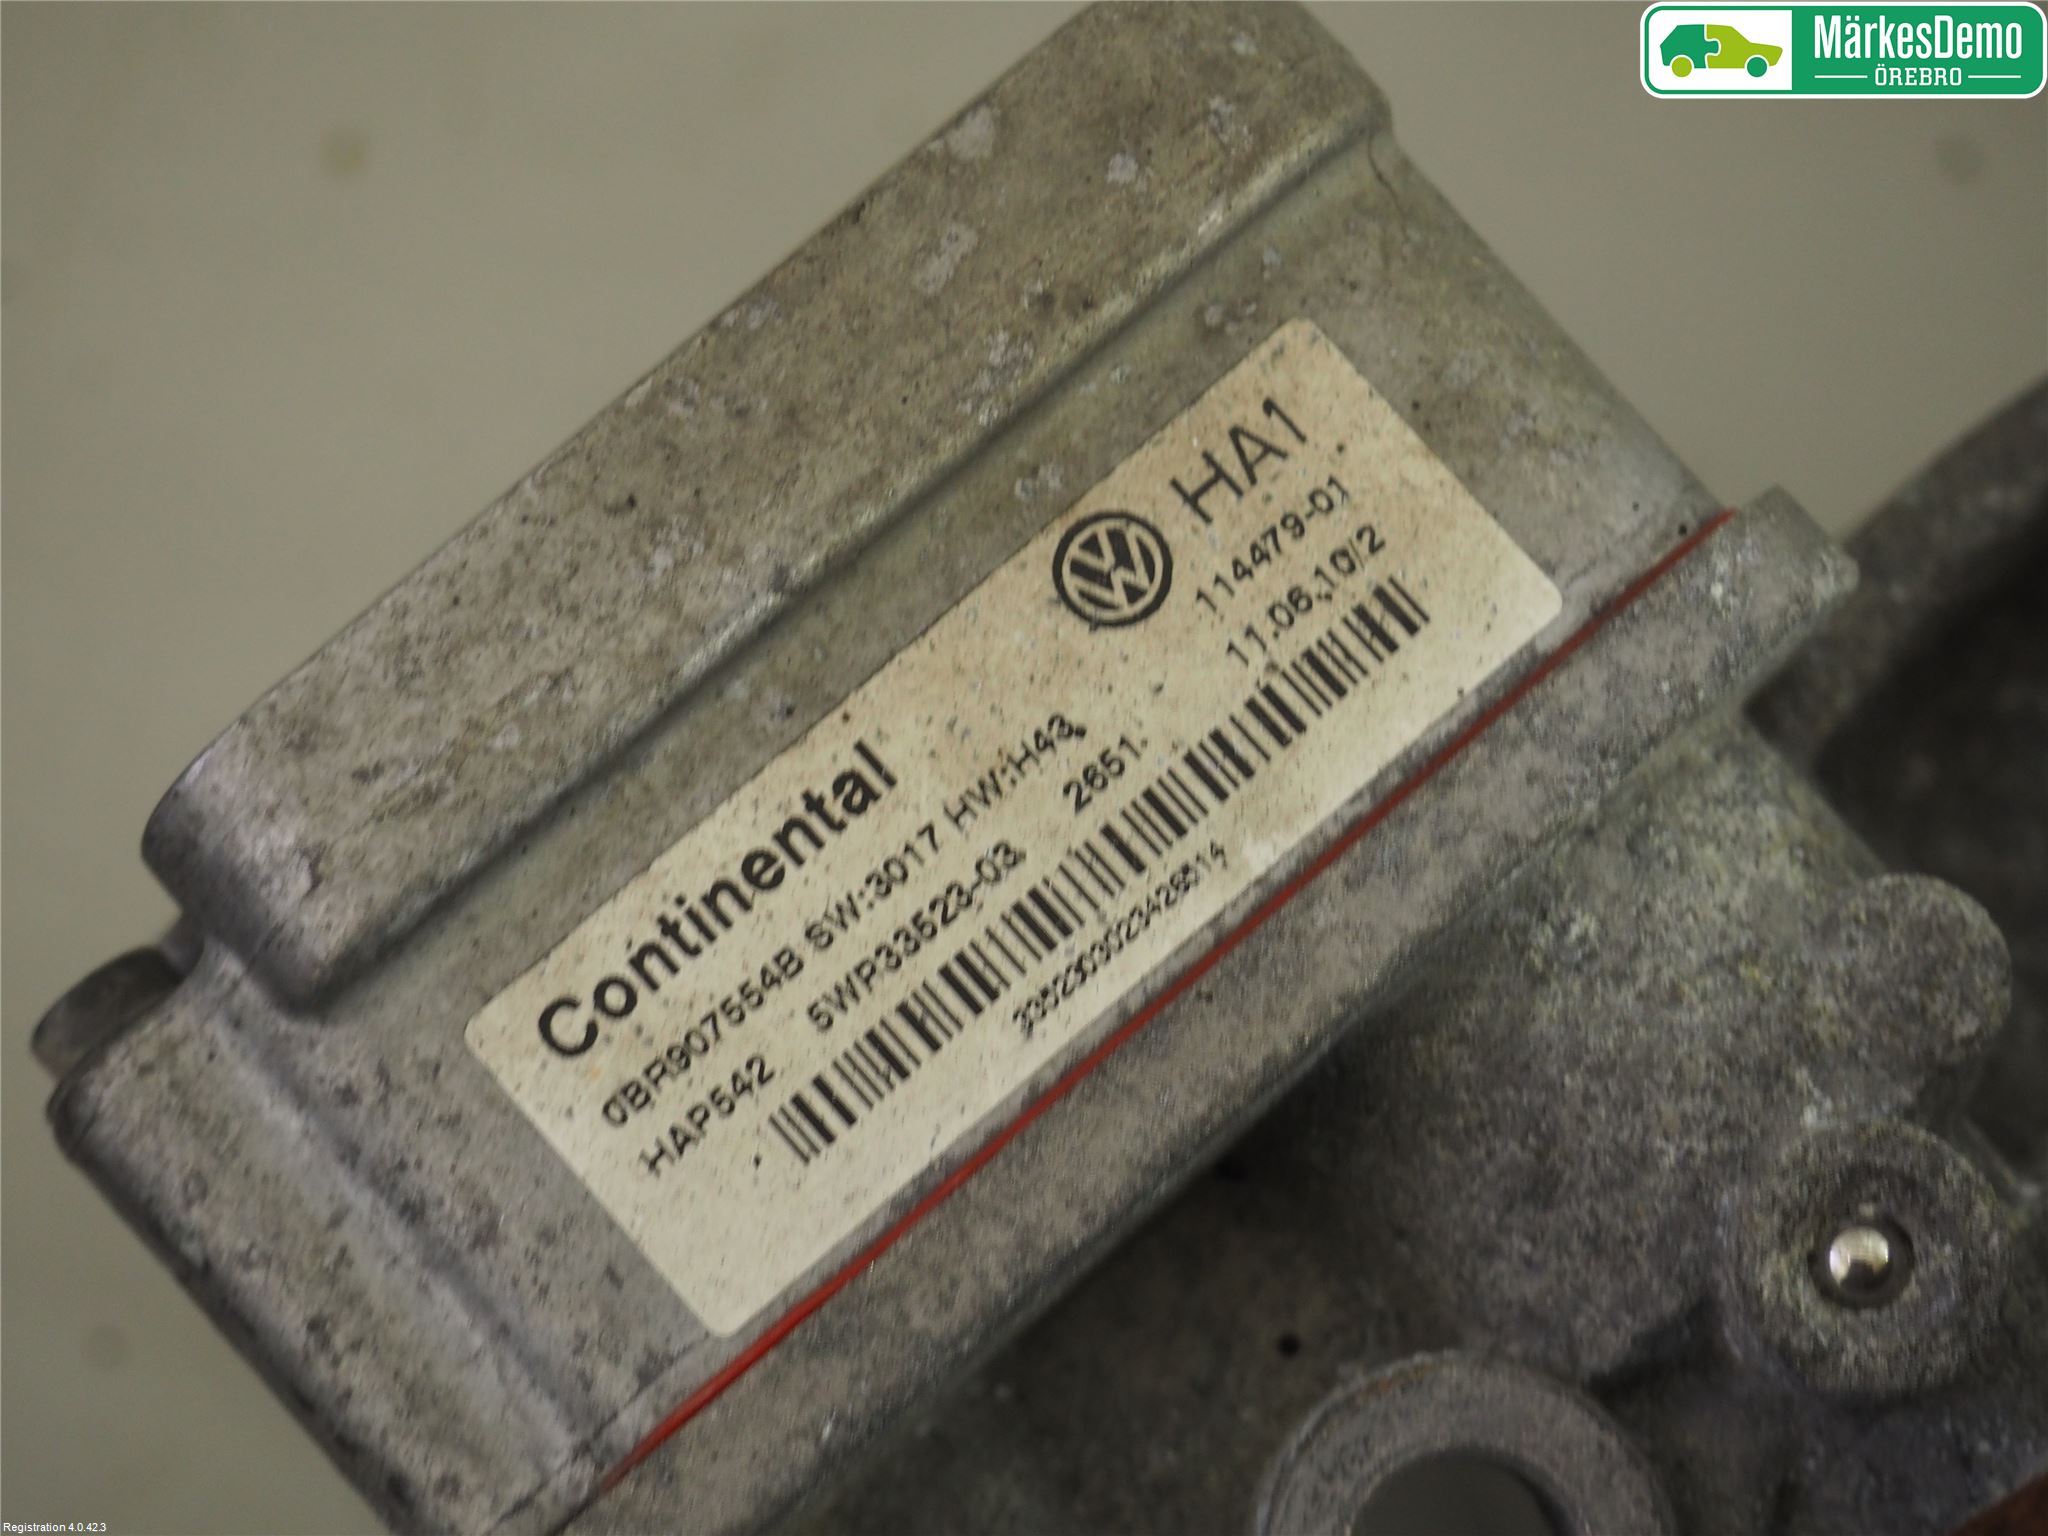 MärkesDemo
ÖREBRO
Continental
HA1
0BR907554B SW:3017 HW:H43
114479-01
HAP542 5WP33523-03 2651
11.06.10/2
3352303023426514
Registration 4.0.42.3